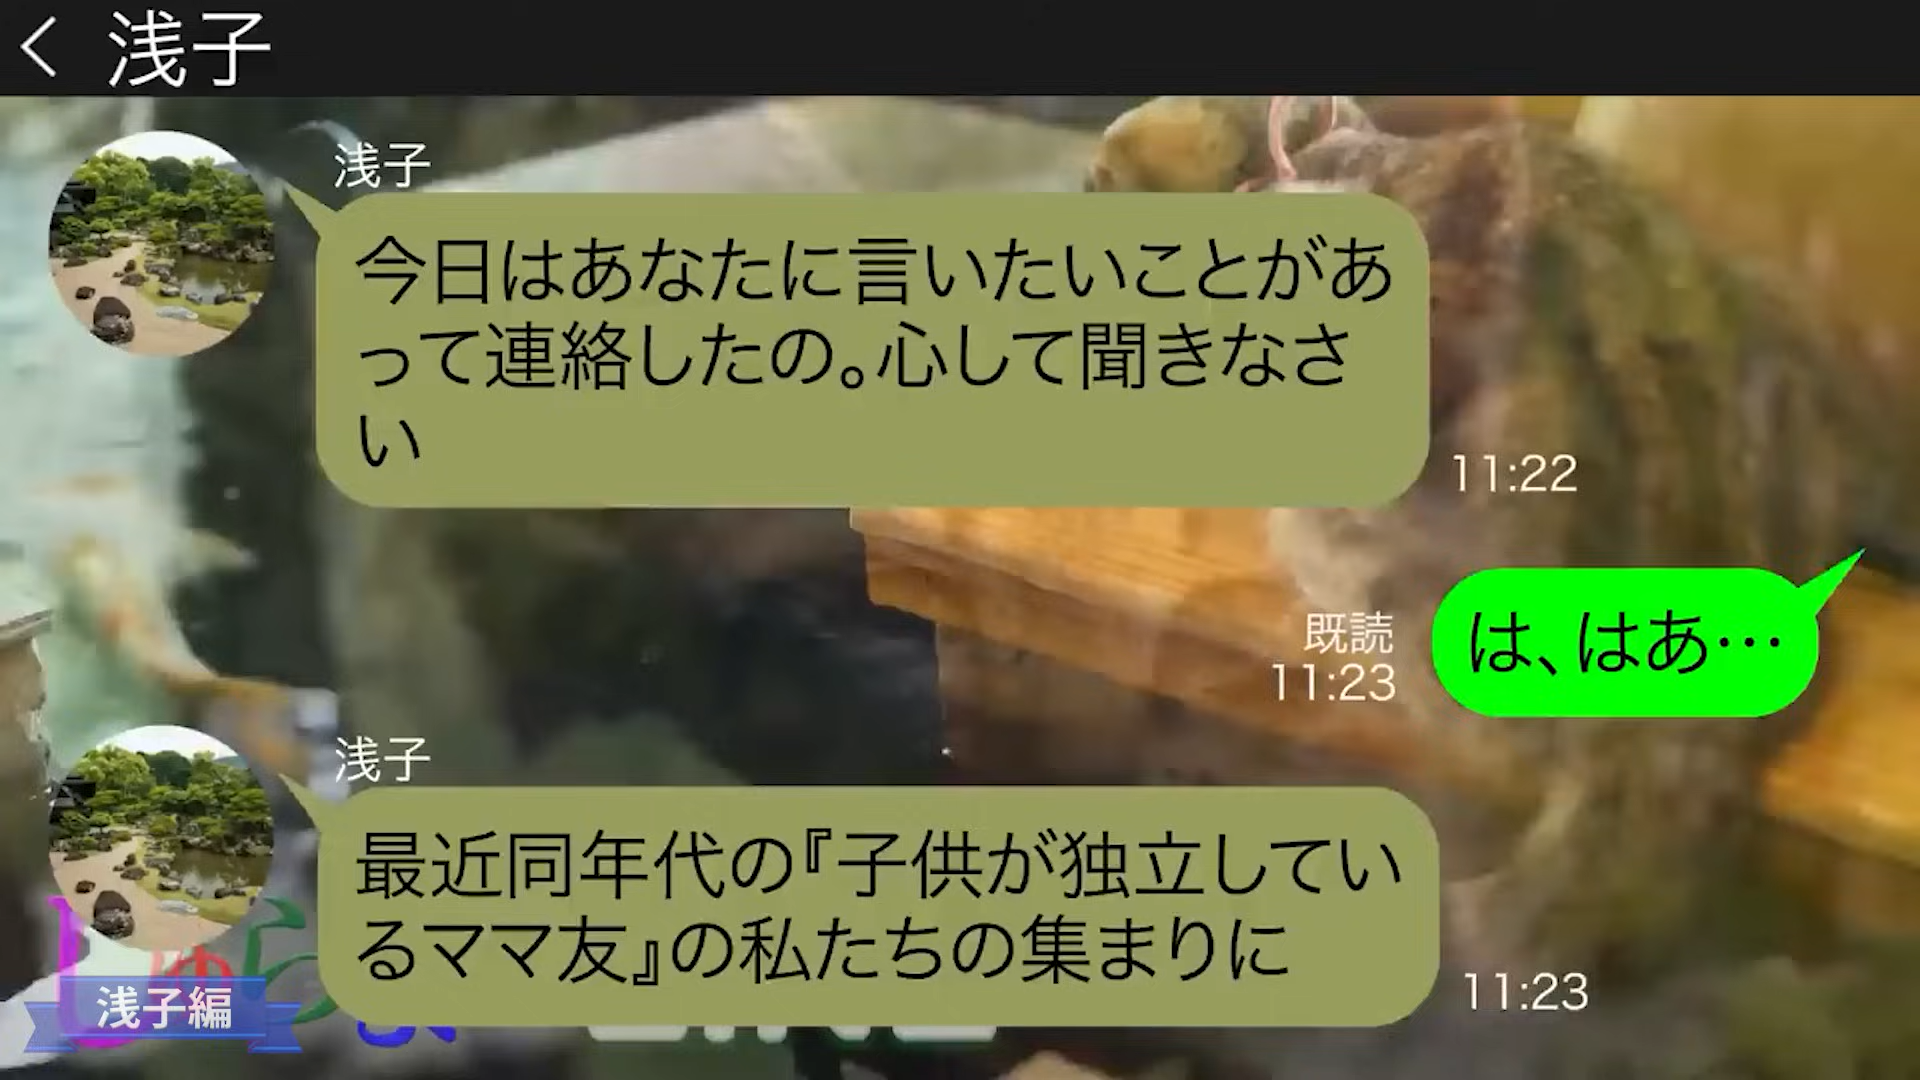 浅子
浅子
今日はあなたに言いたいことがあ
って連絡したの。心して聞きなさ
い
11:22
は、はあ…
既読
11:23
浅子
最近同年代の『子供が独立してい
るママ友』の私たちの集まりに
11:23
浅子編